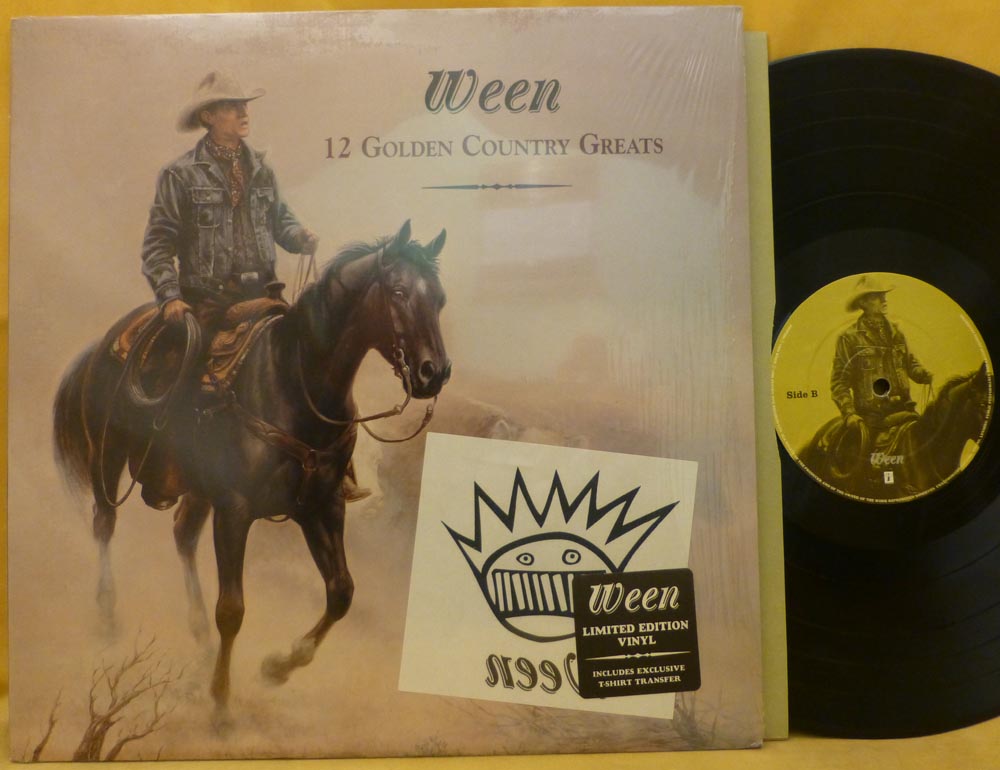 Ween
12 GOLDEN COUNTRY GREATS
Ween
Ween
LIMITED EDITION
VINYL
INCLUDES EXCLUSIVE
T-SHIRT TRANSFER
Side B
Ween